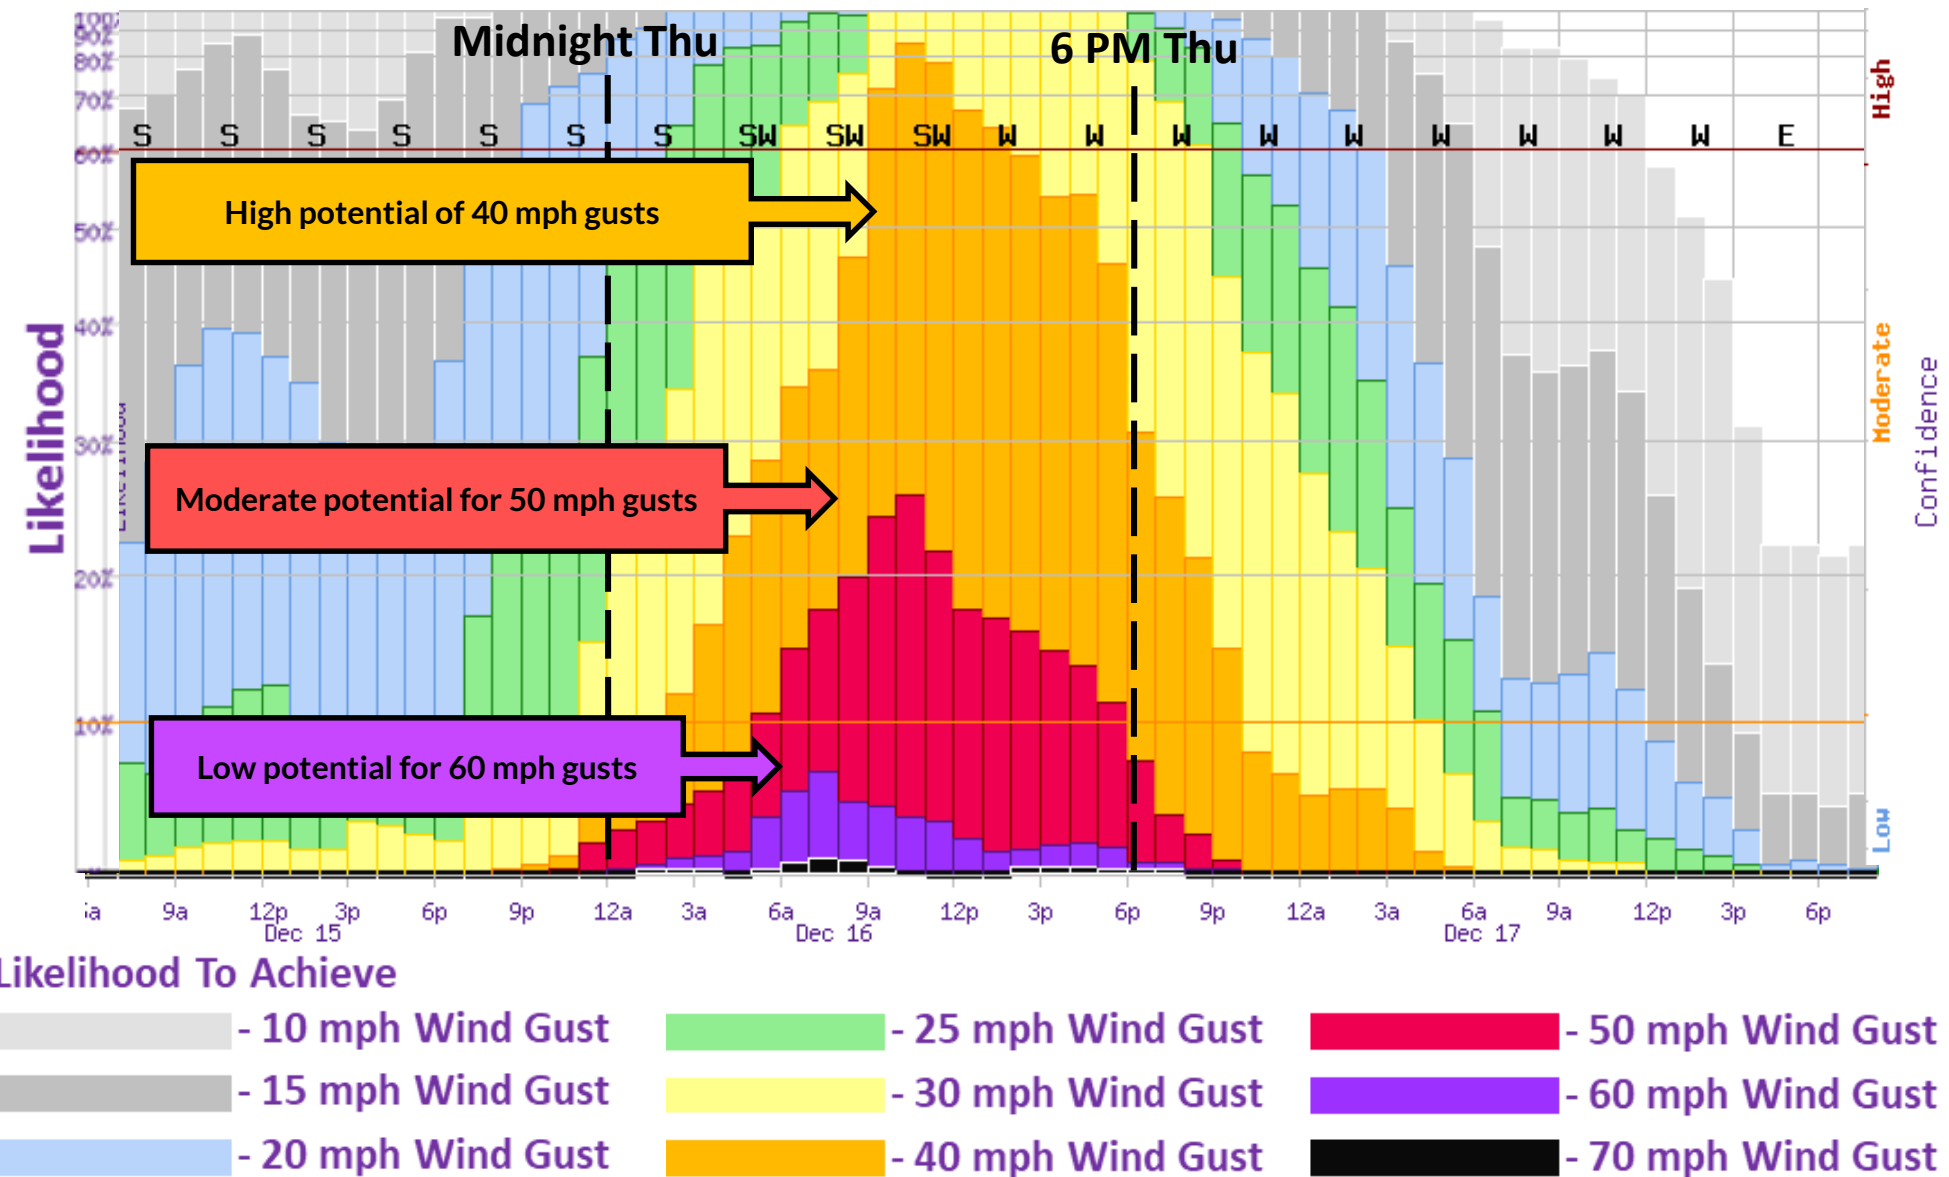 100%
90%
80%
70%
60%
50%
40%
30%
20%
10%
Likelihood
Likelihood
Midnight Thu
6 PM Thu
S S S S S S S SW SW SW W W W W W W W W W E
High potential of 40 mph gusts
Moderate potential for 50 mph gusts
Low potential for 60 mph gusts
High
Moderate
Low
Confidence
9a 12p 3p 6p 9p 12a 3a 6a 9a 12p 3p 6p 9p 12a 3a 6a 9a 12p 3p 6p
Dec 15 Dec 16 Dec 17
Likelihood To Achieve
- 10 mph Wind Gust - 25 mph Wind Gust - 50 mph Wind Gust
- 15 mph Wind Gust - 30 mph Wind Gust - 60 mph Wind Gust
- 20 mph Wind Gust - 40 mph Wind Gust - 70 mph Wind Gust